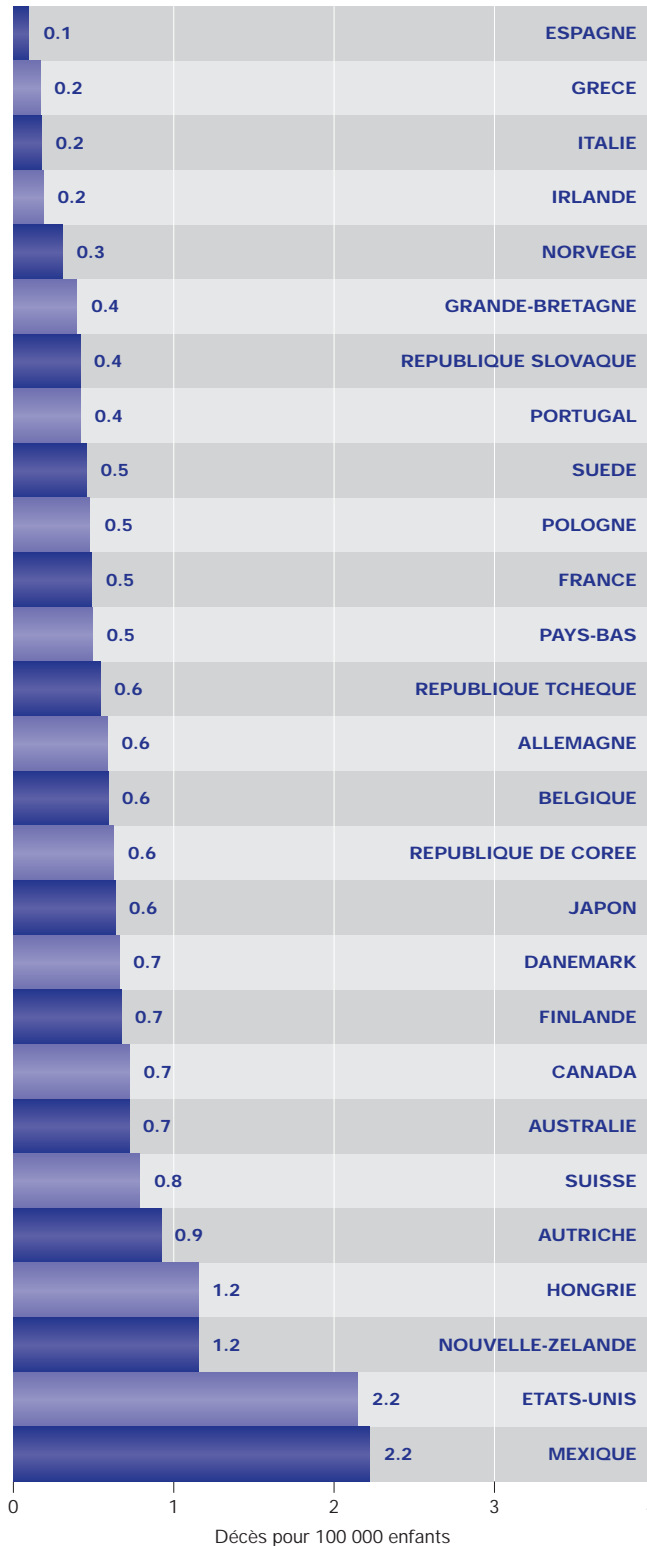 0.1 ESPAGNE
0.2 GRECE
0.2 ITALIE
0.2 IRLANDE
0.3 NORVEGE
0.4 GRANDE-BRETAGNE
0.4 REPUBLIQUE SLOVAQUE
0.4 PORTUGAL
0.5 SUEDE
0.5 POLOGNE
0.5 FRANCE
0.5 PAYS-BAS
0.6 REPUBLIQUE TCHEQUE
0.6 ALLEMAGNE
0.6 BELGIQUE
0.6 REPUBLIQUE DE COREE
0.6 JAPON
0.7 DANEMARK
0.7 FINLANDE
0.7 CANADA
0.7 AUSTRALIE
0.8 SUISSE
0.9 AUTRICHE
1.2 HONGRIE
1.2 NOUVELLE-ZELANDE
2.2 ETATS-UNIS
2.2 MEXIQUE
0 1 2 3
Décès pour 100 000 enfants